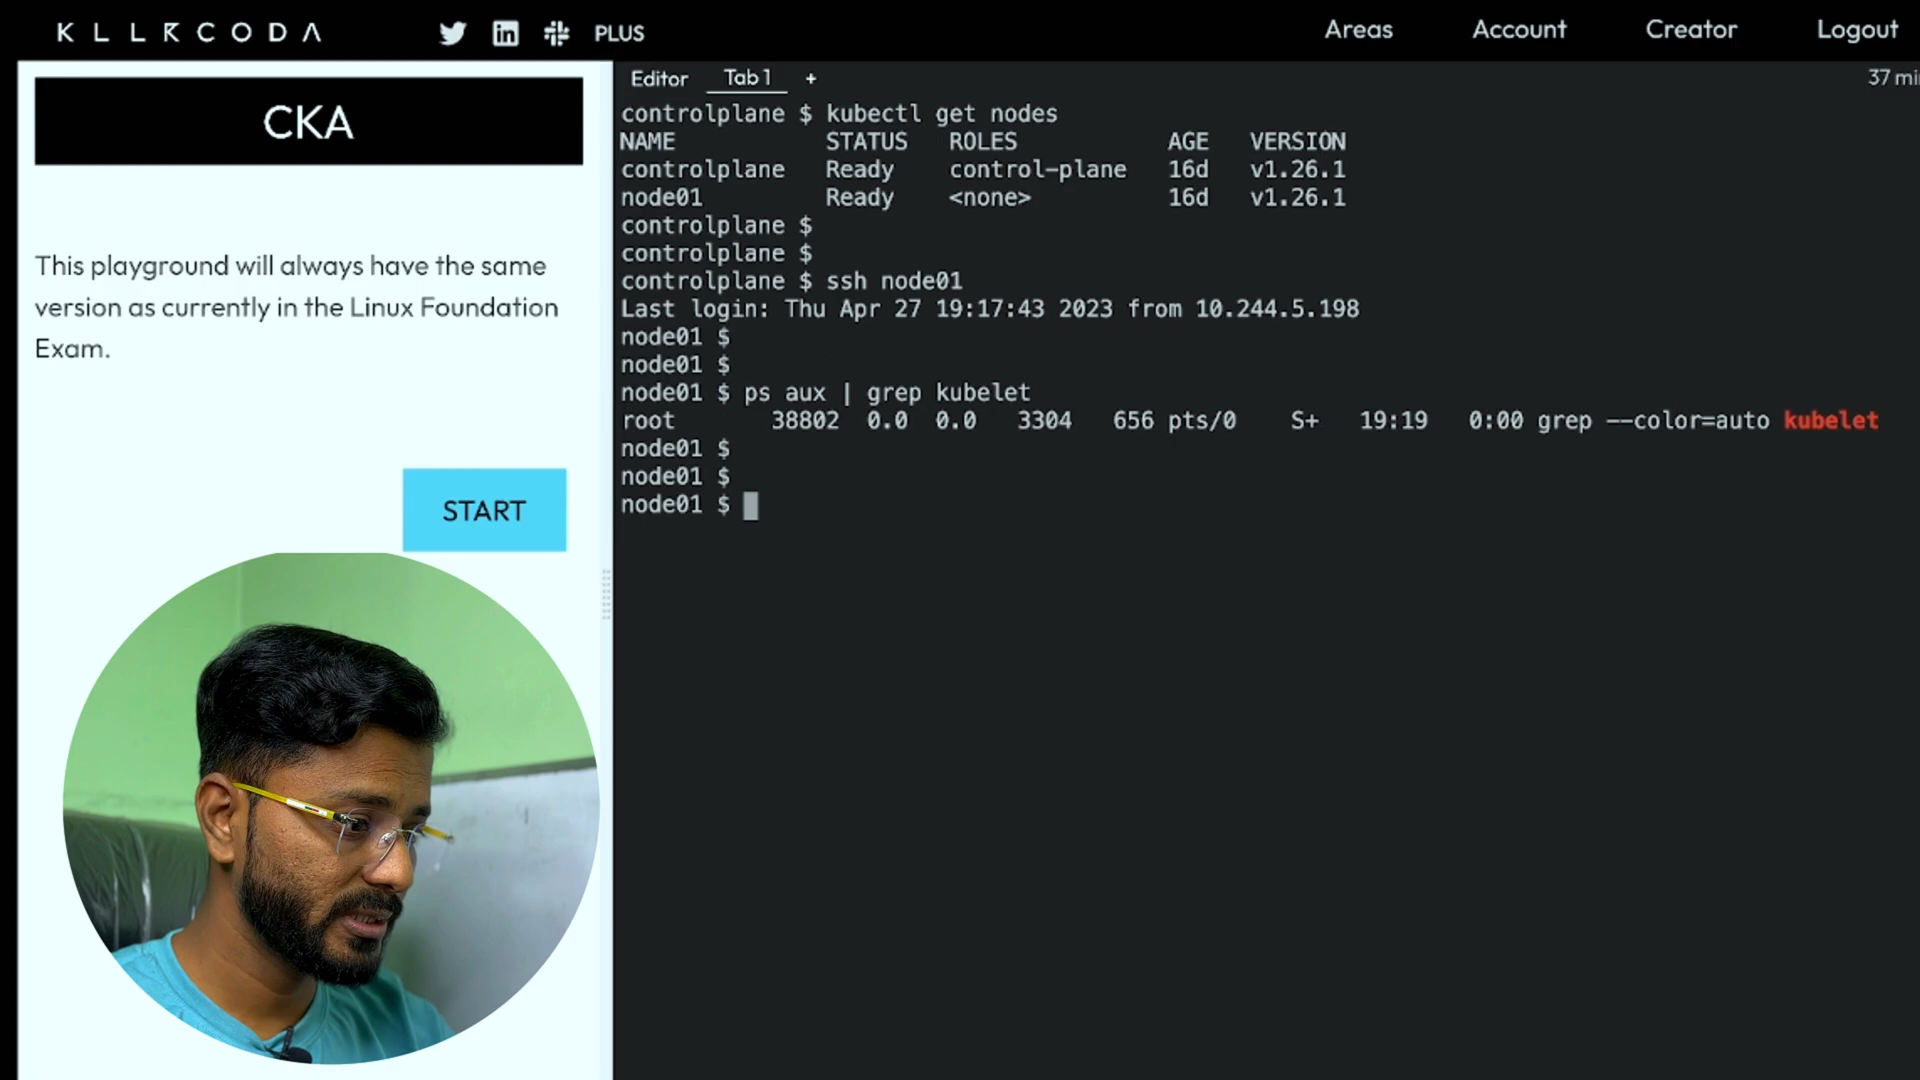 KLLRCODA
PLUS
Areas
Account
Creator
Logout
CKA
This playground will always have the same
version as currently in the Linux Foundation
Exam.
START
Editor
Tab 1
+
37 mi
controlplane $ kubectl get nodes
NAME STATUS ROLES AGE VERSION
controlplane Ready control-plane 16d v1.26.1
node01 Ready <none> 16d v1.26.1
controlplane $
controlplane $
controlplane $ ssh node01
Last login: Thu Apr 27 19:17:43 2023 from 10.244.5.198
node01 $
node01 $
node01 $ ps aux | grep kubelet
root 38802 0.0 0.0 3304 656 pts/0 S+ 19:19 0:00 grep --color=auto kubelet
node01 $
node01 $
node01 $